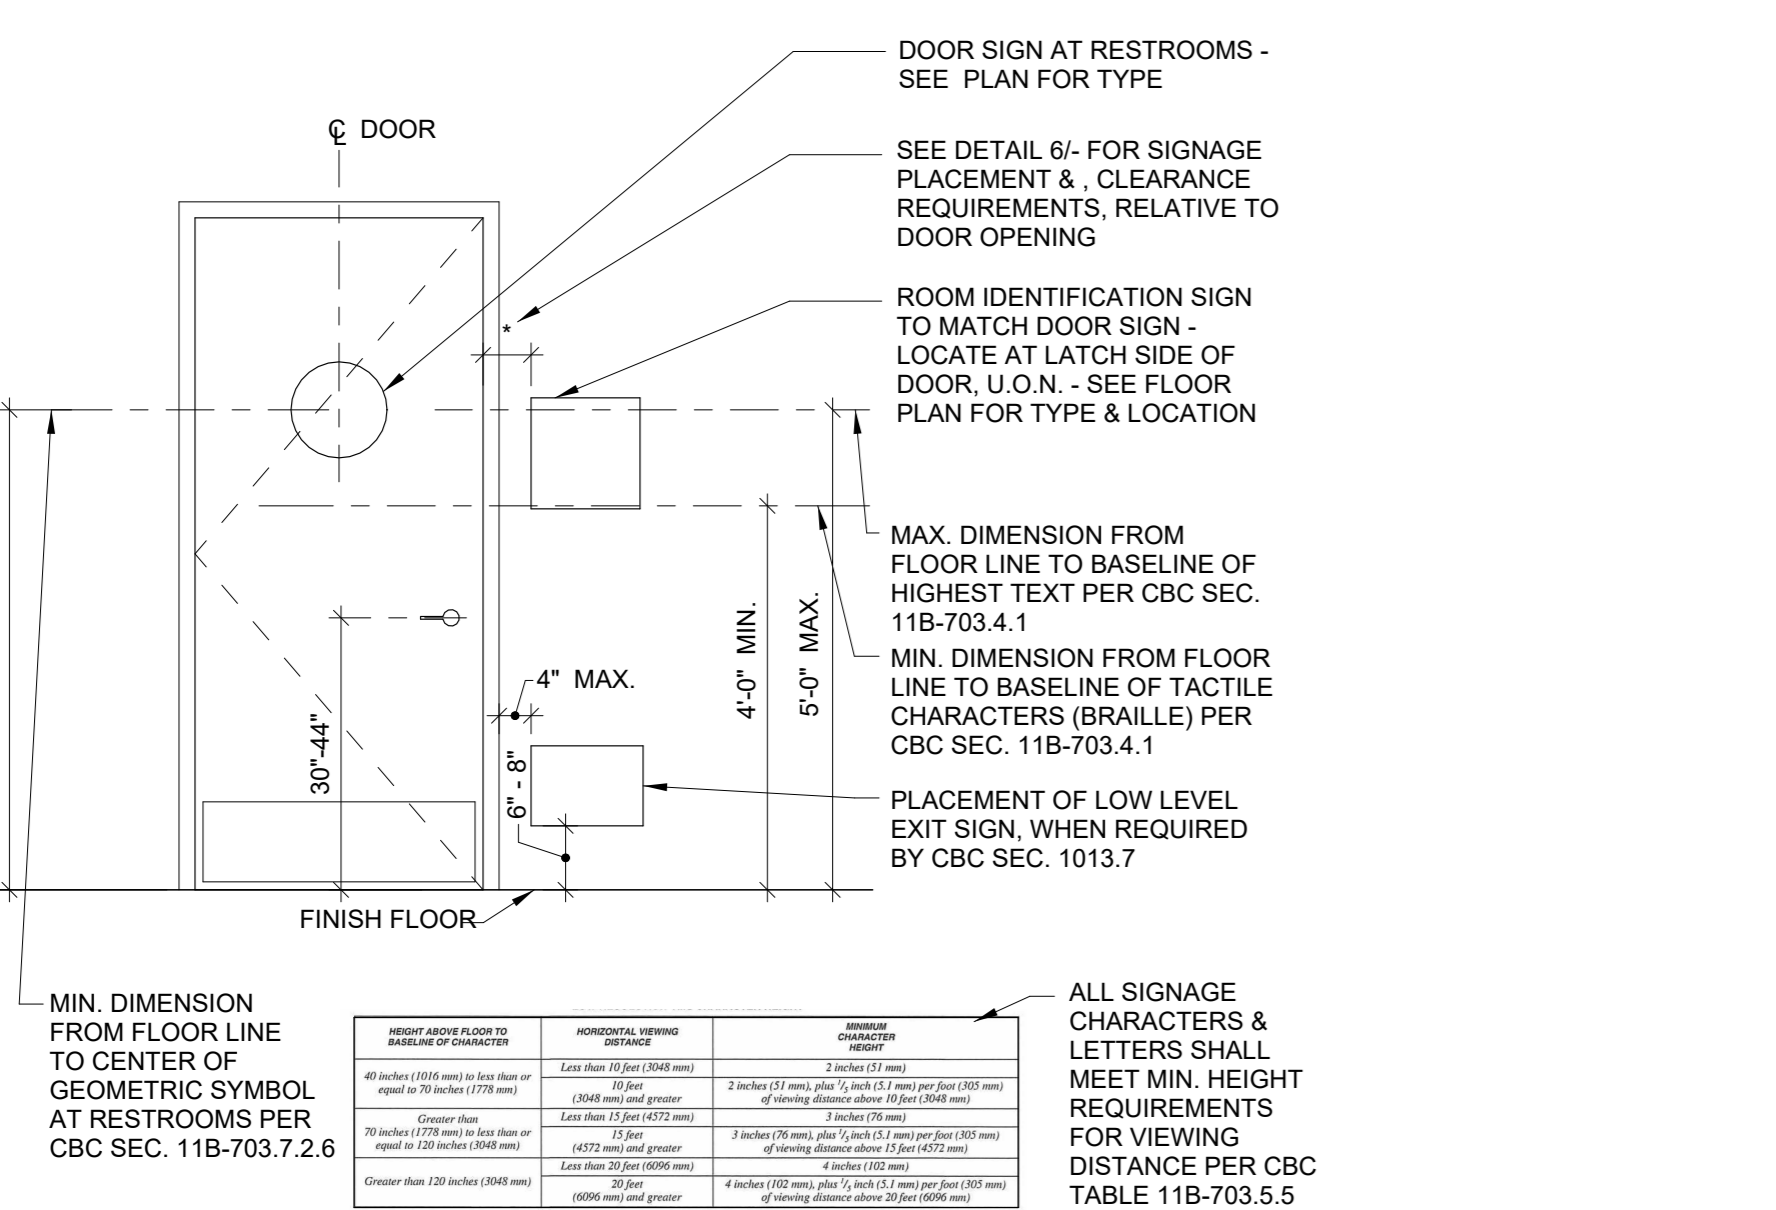 DOOR SIGN AT RESTROOMS -
SEE PLAN FOR TYPE
℄ DOOR
SEE DETAIL 6/- FOR SIGNAGE
PLACEMENT & , CLEARANCE
REQUIREMENTS, RELATIVE TO
DOOR OPENING
ROOM IDENTIFICATION SIGN
TO MATCH DOOR SIGN -
LOCATE AT LATCH SIDE OF
DOOR, U.O.N. - SEE FLOOR
PLAN FOR TYPE & LOCATION
*
MAX. DIMENSION FROM
FLOOR LINE TO BASELINE OF
HIGHEST TEXT PER CBC SEC.
11B-703.4.1
MIN. DIMENSION FROM FLOOR
LINE TO BASELINE OF TACTILE
CHARACTERS (BRAILLE) PER
CBC SEC. 11B-703.4.1
4'-0" MIN.
5'-0" MAX.
4" MAX.
30"-44"
6" - 8"
PLACEMENT OF LOW LEVEL
EXIT SIGN, WHEN REQUIRED
BY CBC SEC. 1013.7
FINISH FLOOR
MIN. DIMENSION
FROM FLOOR LINE
TO CENTER OF
GEOMETRIC SYMBOL
AT RESTROOMS PER
CBC SEC. 11B-703.7.2.6
HEIGHT ABOVE FLOOR TO
BASELINE OF CHARACTER
HORIZONTAL VIEWING
DISTANCE
MINIMUM
CHARACTER
HEIGHT
40 inches (1016 mm) to less than or
equal to 70 inches (1778 mm)
Less than 10 feet (3048 mm)
2 inches (51 mm)
10 feet
(3048 mm) and greater
2 inches (51 mm), plus 1/5 inch (5.1 mm) per foot (305 mm)
of viewing distance above 10 feet (3048 mm)
Greater than
70 inches (1778 mm) to less than or
equal to 120 inches (3048 mm)
Less than 15 feet (4572 mm)
3 inches (76 mm)
15 feet
(4572 mm) and greater
3 inches (76 mm), plus 1/5 inch (5.1 mm) per foot (305 mm)
of viewing distance above 15 feet (4572 mm)
Greater than 120 inches (3048 mm)
Less than 20 feet (6096 mm)
4 inches (102 mm)
20 feet
(6096 mm) and greater
4 inches (102 mm), plus 1/5 inch (5.1 mm) per foot (305 mm)
of viewing distance above 20 feet (6096 mm)
ALL SIGNAGE
CHARACTERS &
LETTERS SHALL
MEET MIN. HEIGHT
REQUIREMENTS
FOR VIEWING
DISTANCE PER CBC
TABLE 11B-703.5.5